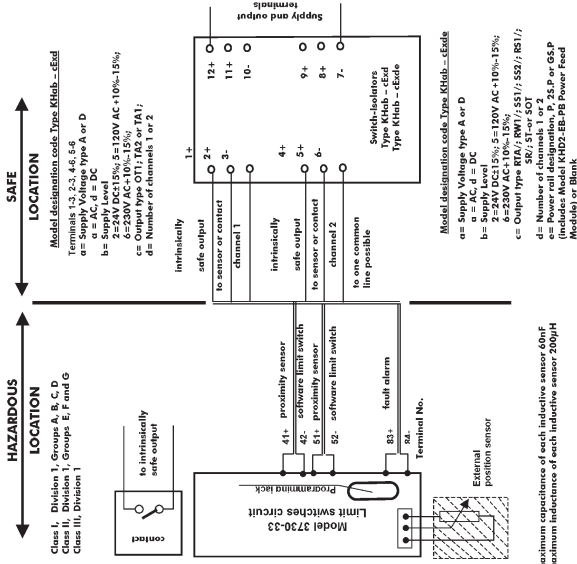 SAFE
LOCATION
HAZARDOUS
LOCATION
Model designation code Type KHab – cExd
Terminals 1-3, 2-3, 4-6, 5-6
a= Supply Voltage type A or D
a = AC, d = DC
b= Supply Level
2=24V DC±15%; 5=120V AC +10%-15%;
6=230V AC+10%-15%;
c= Output type OT1;TA2 or TA1;
d= Number of channels 1 or 2
Class I, Division 1, Groups A, B, C, D
Class II, Division 1, Groups E, F and G
Class III, Division 1
Supply and output
terminals
12+
11+
10-
9+
8+
7-
Switch-Isolators
Type KHab – cExd
Type KHab – cExde
1+
2+
3-
4+
5+
6-
intrinsically
safe output
to sensor or contact
channel 1
intrinsically
safe output
to sensor or contact
channel 2
to one common
line possible
Model designation code Type KHab – cExde
a= Supply Voltage type A or D
a = AC, d = DC
b= Supply Level
2=24V DC±15%; 5=120V AC +10%-15%;
6=230V AC+10%-15%;
c= Output type RTA/; RW1/; SS1/; SS2/; RS1/;
SR/; ST-or SOT
d= Number of channels 1 or 2
e= Power rail designation, P, 2S.P or GS.P
(includes Model KHD2-EB-PB Power Feed
Module) or Blank
proximity sensor
software limit switch
proximity sensor
software limit switch
fault alarm
41+
42-
51+
52-
83+
84-
Terminal No.
to intrinsically
safe output
contact
Programming jack
Model 3730-33
Limit switches circuit
External
position sensor
aximum capacitance of each inductive sensor 60nF
aximum inductance of each inductive sensor 200µH